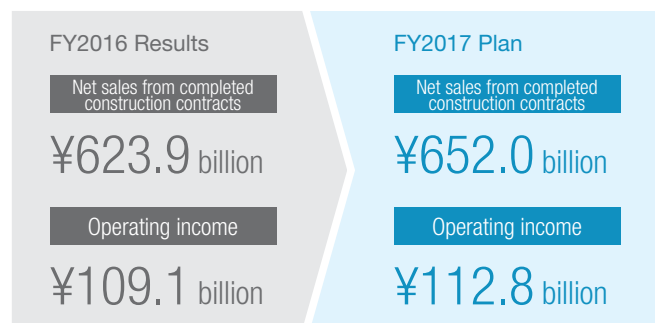 FY2016 Results
Net sales from completed
construction contracts
¥623.9 billion
Operating income
¥109.1 billion
FY2017 Plan
Net sales from completed
construction contracts
¥652.0 billion
Operating income
¥112.8 billion